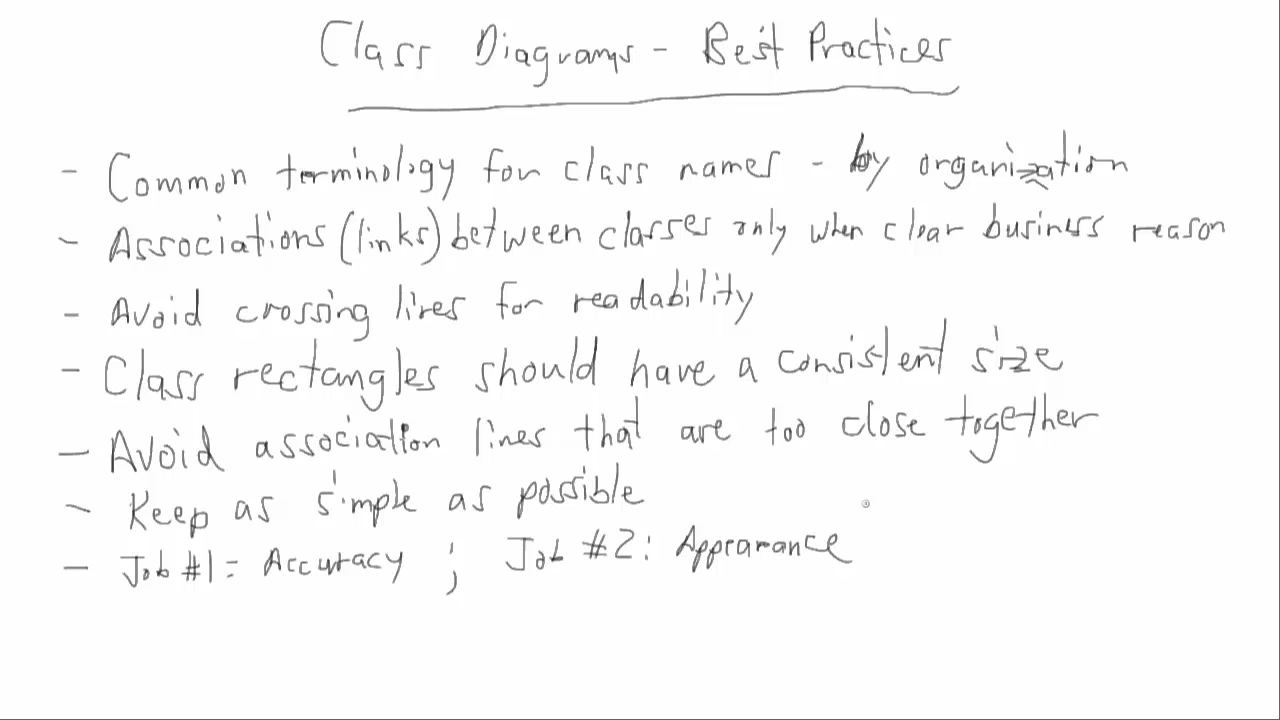 Class Diagrams - Best Practices
- Common terminology for class names - by organization
- Associations (links) between classes only when clear business reason
- Avoid crossing lines for readability
- Class rectangles should have a consistent size
- Avoid association lines that are too close together
- Keep as simple as possible
- Job #1 = Accuracy ; Job #2: Apprarance